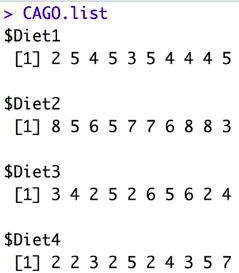 > CAGO.list
$Diet1
[1] 2 5 4 5 3 5 4 4 4 5
$Diet2
[1] 8 5 6 5 7 7 6 8 8 3
$Diet3
[1] 3 4 2 5 2 6 5 6 2 4
$Diet4
[1] 2 2 3 2 5 2 4 3 5 7